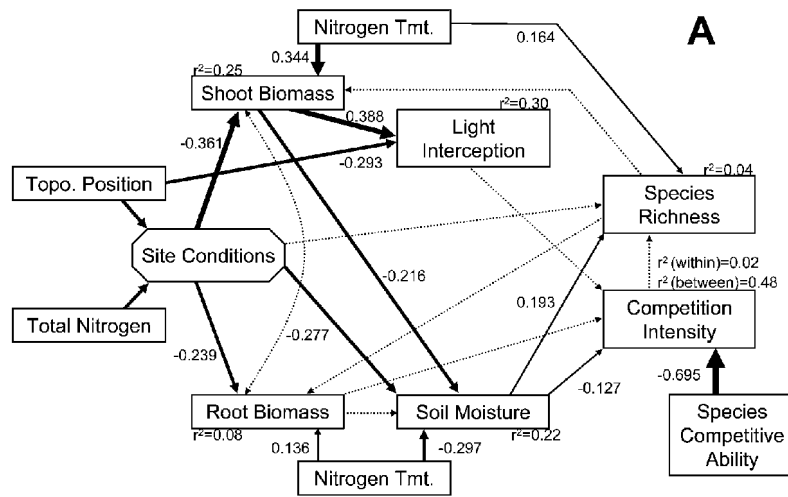 Nitrogen Tmt.
A
0.344
0.164
r²=0.25
Shoot Biomass
r²=0.30
0.388
Light
Interception
-0.361
-0.293
Topo. Position
r²=0.04
Species
Richness
Site Conditions
-0.216
r² (within)=0.02
r² (between)=0.48
Total Nitrogen
0.193
Competition
Intensity
-0.277
-0.239
-0.127
-0.695
Root Biomass
Soil Moisture
Species
Competitive
Ability
r²=0.08
r²=0.22
0.136
-0.297
Nitrogen Tmt.